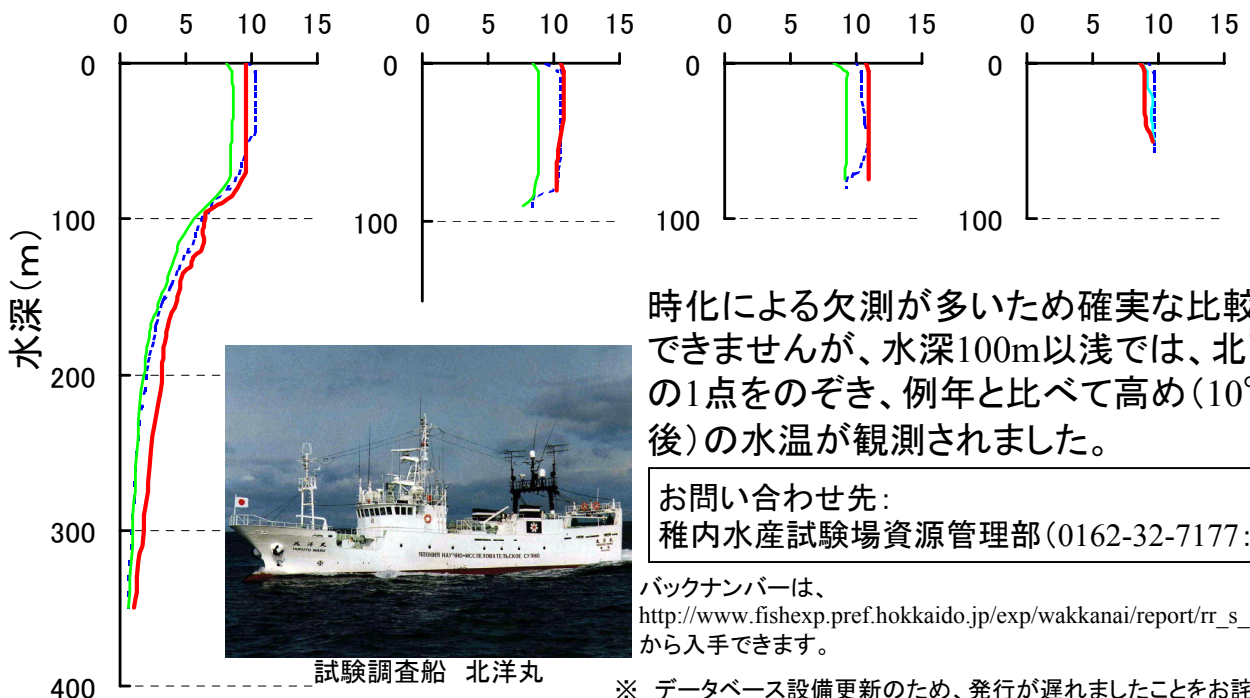 0 5 10 15
0 5 10 15
0 5 10 15
0 5 10 15
0
100
200
300
400
水深(m)
0
100
0
100
0
100
時化による欠測が多いため確実な比較
できませんが、水深100m以浅では、北
の1点をのぞき、例年と比べて高め(10°
後)の水温が観測されました。
お問い合わせ先:
稚内水産試験場資源管理部(0162-32-7177:
バックナンバーは、
http://www.fishexp.pref.hokkaido.jp/exp/wakkanai/report/rr_s_
から入手できます。
北洋丸
HOKUYO MARU
ЯПОНИЯ НАУЧНО-ИССЛЕДОВАТЕЛЬСКОЕ СУДНО
試験調査船 北洋丸
※ データベース設備更新のため、発行が遅れましたことをお詫